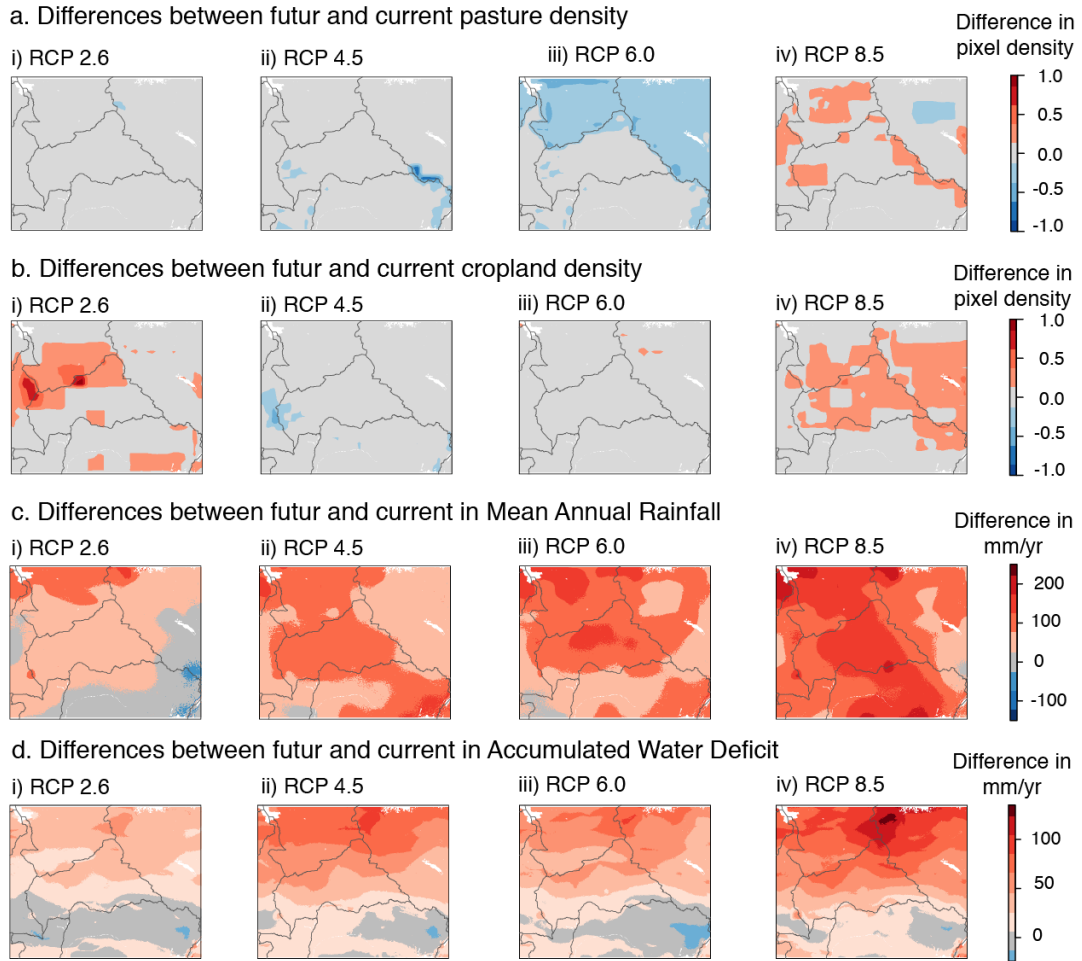 a. Differences between futur and current pasture density
Difference in
pixel density
i) RCP 2.6
ii) RCP 4.5
iii) RCP 6.0
iv) RCP 8.5
1.0
0.5
0.0
-0.5
-1.0
b. Differences between futur and current cropland density
Difference in
pixel density
i) RCP 2.6
ii) RCP 4.5
iii) RCP 6.0
iv) RCP 8.5
1.0
0.5
0.0
-0.5
-1.0
c. Differences between futur and current in Mean Annual Rainfall
Difference in
mm/yr
i) RCP 2.6
ii) RCP 4.5
iii) RCP 6.0
iv) RCP 8.5
200
100
0
-100
d. Differences between futur and current in Accumulated Water Deficit
Difference in
mm/yr
i) RCP 2.6
ii) RCP 4.5
iii) RCP 6.0
iv) RCP 8.5
100
50
0